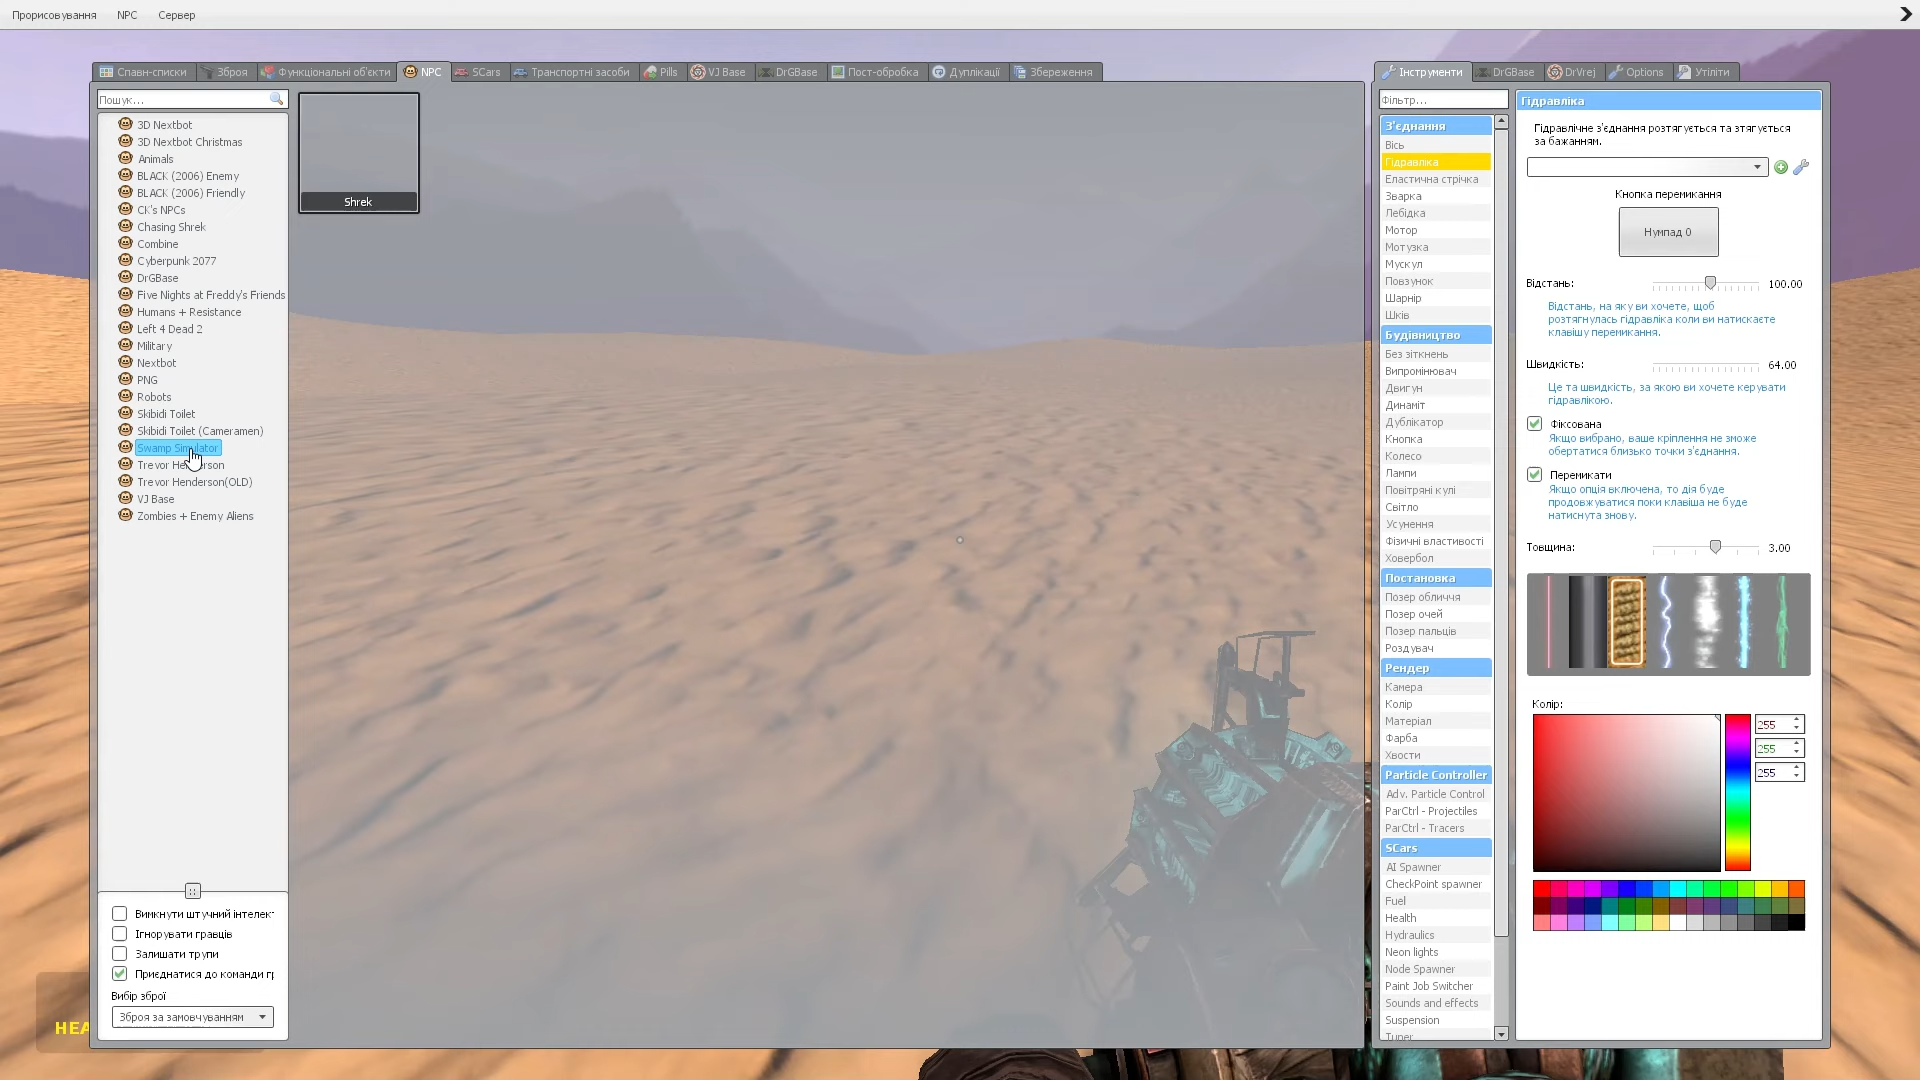 Прорисовування
NPC
Сервер
Спавн-списки
Зброя
Функціональні об'єкти
NPC
SCars
Транспортні засоби
Pills
VJ Base
DrGBase
Пост-обробка
Дуплікації
Збереження
Пошук...
3D Nextbot
3D Nextbot Christmas
Animals
BLACK (2006) Enemy
BLACK (2006) Friendly
CK's NPCs
Chasing Shrek
Combine
Cyberpunk 2077
DrGBase
Five Nights at Freddy's Friends
Humans + Resistance
Left 4 Dead 2
Military
Nextbot
PNG
Robots
Skibidi Toilet
Skibidi Toilet (Cameramen)
Swamp Simulator
Trevor Henderson
Trevor Henderson(OLD)
VJ Base
Zombies + Enemy Aliens
Вимкнути штучний інтелект
Ігнорувати гравців
Залишати трупи
Приєднатися до команди гр
Вибір зброї
Зброя за замовчуванням
HEA
Shrek
Інструменти
DrGBase
DrVrej
Options
Утиліти
Фільтр...
З'єднання
Вісь
Гідравліка
Еластична стрічка
Зварка
Лебідка
Мотор
Мотузка
Мускул
Повзунок
Шарнір
Шків
Будівництво
Без зіткнень
Випромінювач
Двигун
Динаміт
Дублікатор
Кнопка
Колесо
Лампи
Повітряні кулі
Світло
Усунення
Фізичні властивості
Ховербол
Постановка
Позер обличчя
Позер очей
Позер пальців
Роздувач
Рендер
Камера
Колір
Матеріал
Фарба
Хвости
Particle Controller
Adv. Particle Control
ParCtrl - Projectiles
ParCtrl - Tracers
SCars
AI Spawner
CheckPoint spawner
Fuel
Health
Hydraulics
Neon lights
Node Spawner
Paint Job Switcher
Sounds and effects
Suspension
Tuner
Гідравліка
Гідравлічне з'єднання розтягується та зтягується
за бажанням.
Кнопка перемикання
Нумпад 0
Відстань:
100.00
Відстань, на яку ви хочете, щоб
розтягнулась гідравліка коли ви натискаєте
клавішу перемикання.
Швидкість:
64.00
Це та швидкість, за якою ви хочете керувати
гідравлікою.
Фіксована
Якщо вибрано, ваше кріплення не зможе
обертатися близько точки з'єднання.
Перемикати
Якщо опція включена, то дія буде
продовжуватися поки клавіша не буде
натиснута знову.
Товщина:
3.00
Колір:
255
255
255